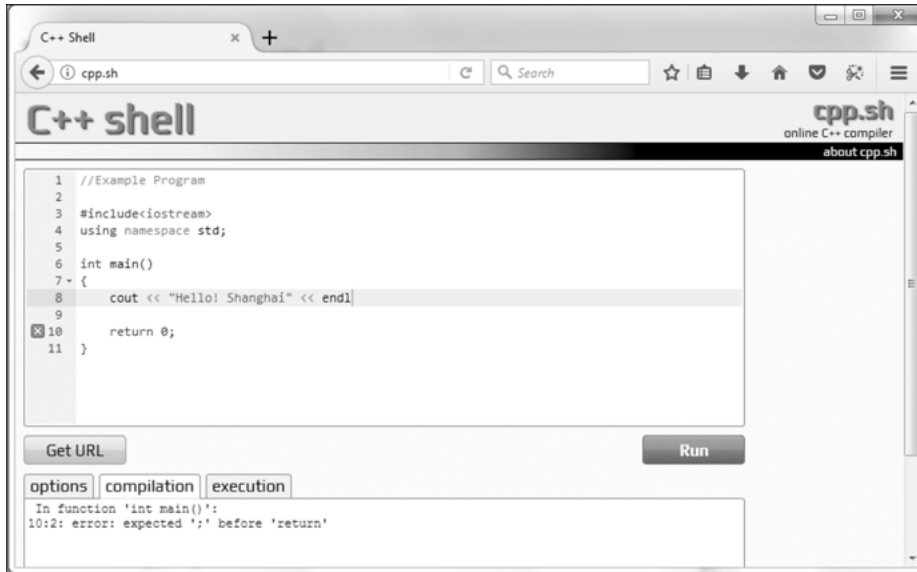 C++ Shell
cpp.sh
Search
C++ shell
cpp.sh
online C++ compiler
about cpp.sh
1 //Example Program
2
3 #include<iostream>
4 using namespace std;
5
6 int main()
7 {
8 cout << "Hello! Shanghai" << endl
9
10 return 0;
11 }
Get URL
Run
options compilation execution
In function 'int main()':
10:2: error: expected ';' before 'return'